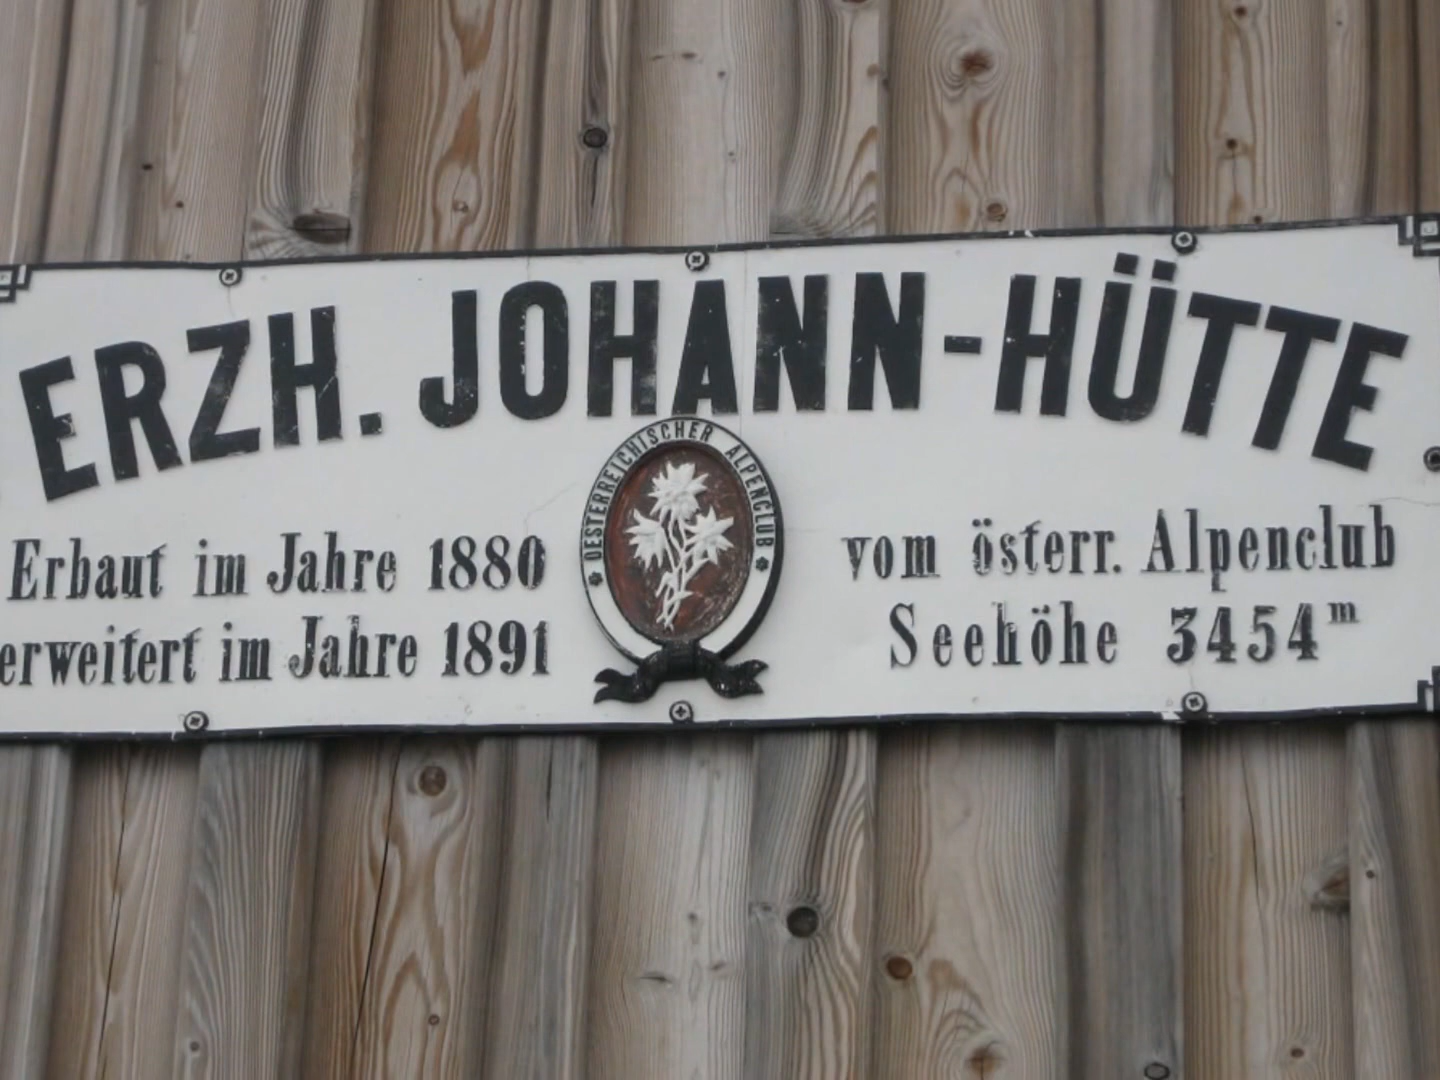 ERZH. JOHANN-HÜTTE
OESTERREICHISCHER ALPENCLUB
Erbaut im Jahre 1880
erweitert im Jahre 1891
vom österr. Alpenclub
Seehöhe 3454m